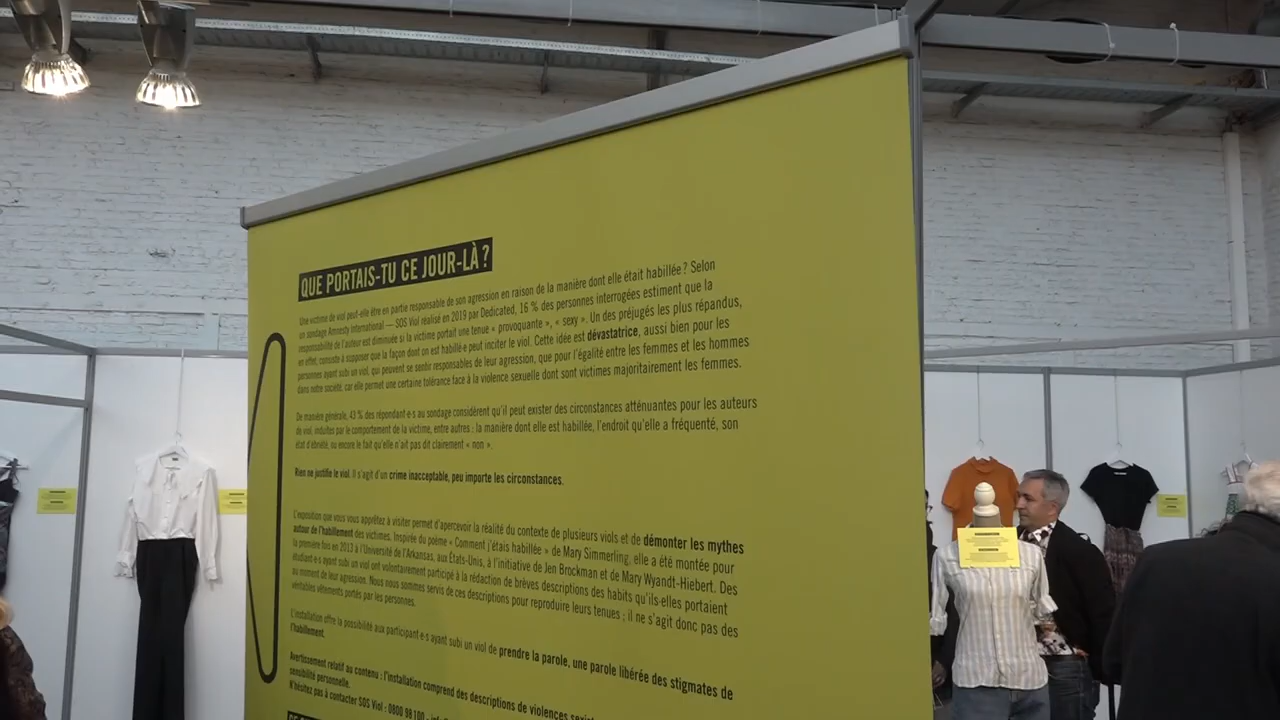 QUE PORTAIS-TU CE JOUR-LÀ ?
Une victime de viol peut-elle être en partie responsable de son agression en raison de la manière dont elle était habillée ? Selon
un sondage Amnesty International — SOS Viol réalisé en 2019 par Dedicated, 16 % des personnes interrogées estiment que la
responsabilité de l'auteur est diminuée si la victime portait une tenue « provoquante », « sexy ». Un des préjugés les plus répandus,
en effet, consiste à supposer que la façon dont on est habillé·e peut inciter le viol. Cette idée est dévastatrice, aussi bien pour les
personnes ayant subi un viol, qui peuvent se sentir responsables de leur agression, que pour l'égalité entre les femmes et les hommes
dans notre société, car elle permet une certaine tolérance face à la violence sexuelle dont sont victimes majoritairement les femmes.
De manière générale, 43 % des répondant·e·s au sondage considèrent qu'il peut exister des circonstances atténuantes pour les auteurs
de viol, induites par le comportement de la victime, entre autres : la manière dont elle est habillée, l'endroit qu'elle a fréquenté, son
état d'ébriété, ou encore le fait qu'elle n'ait pas dit clairement « non ».
Rien ne justifie le viol. Il s'agit d'un crime inacceptable, peu importe les circonstances.
L'exposition que vous vous apprêtez à visiter permet d'apercevoir la réalité du contexte de plusieurs viols et de démonter les mythes
autour de l'habillement des victimes. Inspirée du poème « Comment j'étais habillée » de Mary Simmerling, elle a été montée pour
la première fois en 2013 à l'Université de l'Arkansas, aux États-Unis, à l'initiative de Jen Brockman et de Mary Wyandt-Hiebert. Des
étudiant·e·s ayant subi un viol ont volontairement participé à la rédaction de brèves descriptions des habits qu'ils·elles portaient
au moment de leur agression. Nous nous sommes servis de ces descriptions pour reproduire leurs tenues ; il ne s'agit donc pas des
véritables vêtements portés par les personnes.
L'installation offre la possibilité aux participant·e·s ayant subi un viol de prendre la parole, une parole libérée des stigmates de
l'habillement.
Avertissement relatif au contenu : l'installation comprend des descriptions de violences
sensibilité personnelle.
N'hésitez pas à contacter SOS Viol : 0800 98 100 -